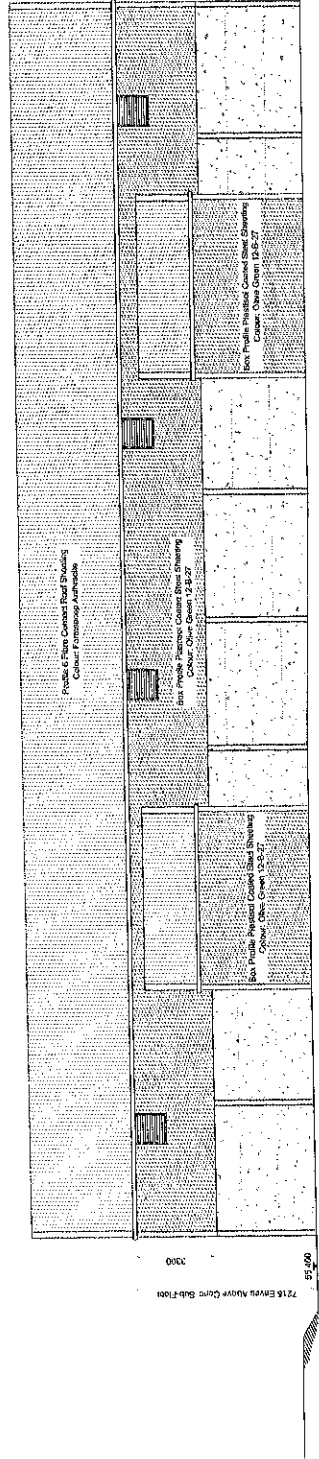 Profile 6 Fibre Cement Roof Sheeting
Colour: Farmscape Anthracite
Box Profile Plastisol Coated Steel Sheeting
Colour: Olive Green 12-B-27
Box Profile Plastisol Coated Steel Sheeting
Colour: Olive Green 12-B-27
Box Profile Plastisol Coated Steel Sheeting
Colour: Olive Green 12-B-27
3300
7215 Eaves Above Conc Sub-Floor
55.400